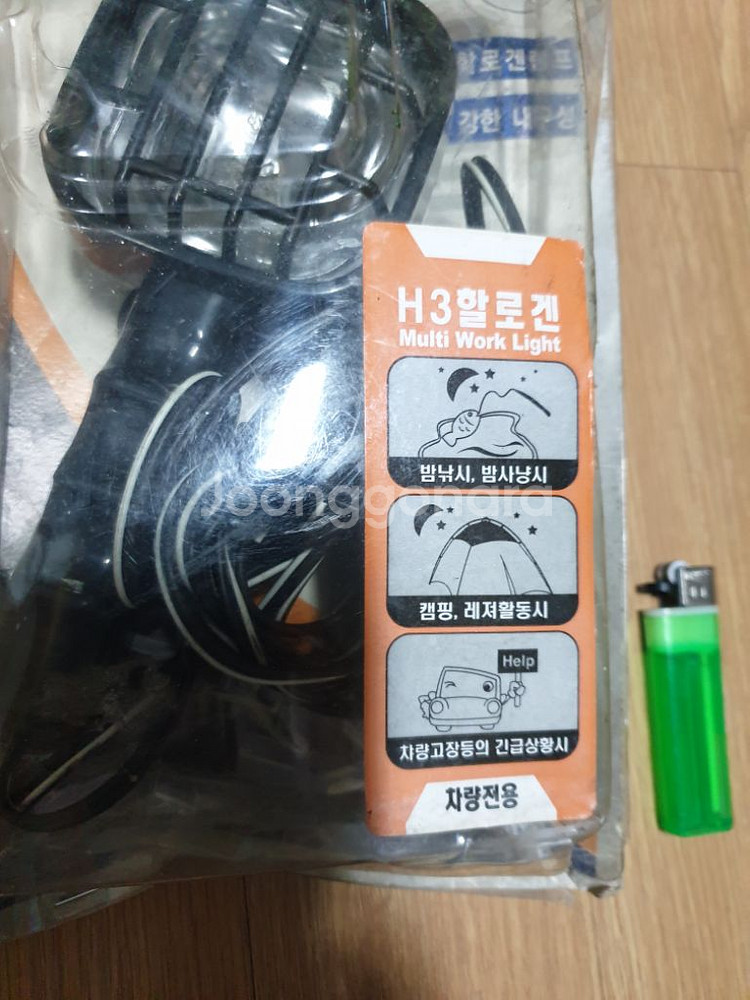 할로겐램프
강한 내구성
H3할로겐
Multi Work Light
밤낚시, 밤사냥시
Joonggonara
캠핑, 레져활동시
Help
차량고장등의 긴급상황시
차량전용